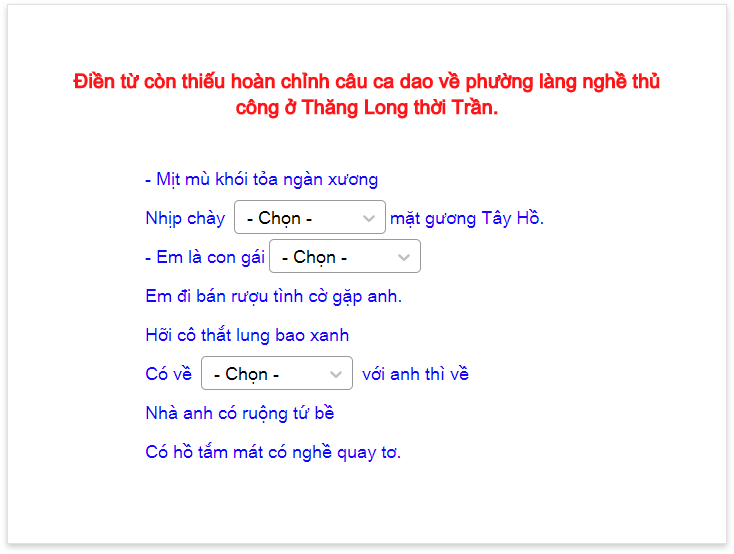 Điền từ còn thiếu hoàn chỉnh câu ca dao về phường làng nghề thủ
công ở Thăng Long thời Trần.
- Mịt mù khói tỏa ngàn xương
Nhịp chày - Chọn - mặt gương Tây Hồ.
- Em là con gái - Chọn -
Em đi bán rượu tình cờ gặp anh.
Hỡi cô thắt lung bao xanh
Có về - Chọn - với anh thì về
Nhà anh có ruộng tứ bề
Có hồ tắm mát có nghề quay tơ.